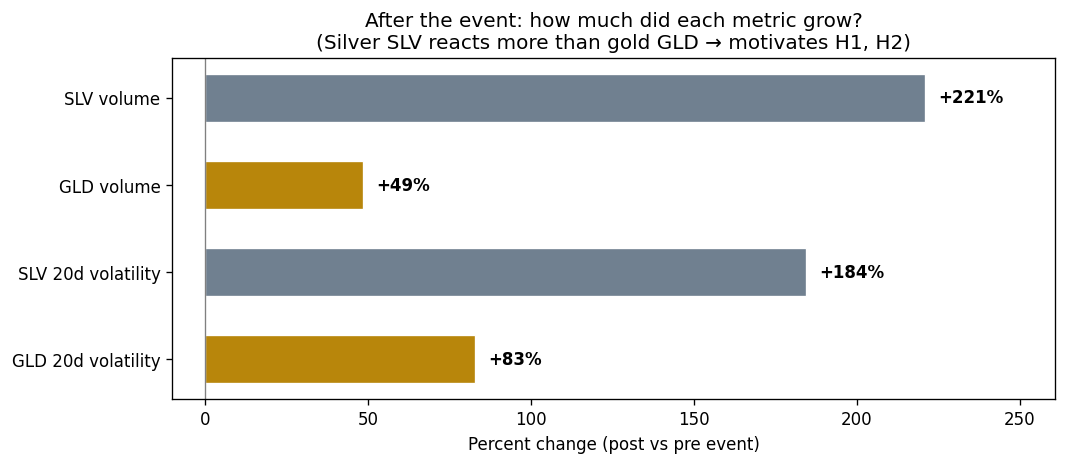 After the event: how much did each metric grow?
(Silver SLV reacts more than gold GLD → motivates H1, H2)
SLV volume
+221%
GLD volume
+49%
SLV 20d volatility
+184%
GLD 20d volatility
+83%
0 50 100 150 200 250
Percent change (post vs pre event)